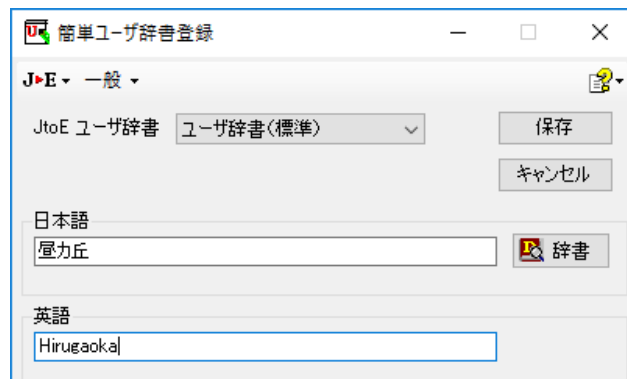 簡単ユーザ辞書登録
J▸E 一般
JtoE ユーザ辞書 ユーザ辞書(標準) 保存
キャンセル
日本語
昼力丘 辞書
英語
Hirugaoka